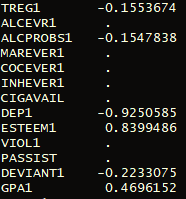 TREG1 -0.1553674
ALCEVR1 .
ALCPROBS1 -0.1547838
MAREVER1 .
COCEVER1 .
INHEVER1 .
CIGAVAIL .
DEP1 -0.9250585
ESTEEM1 0.8399486
VIOL1 .
PASSIST .
DEVIANT1 -0.2233075
GPA1 0.4696152